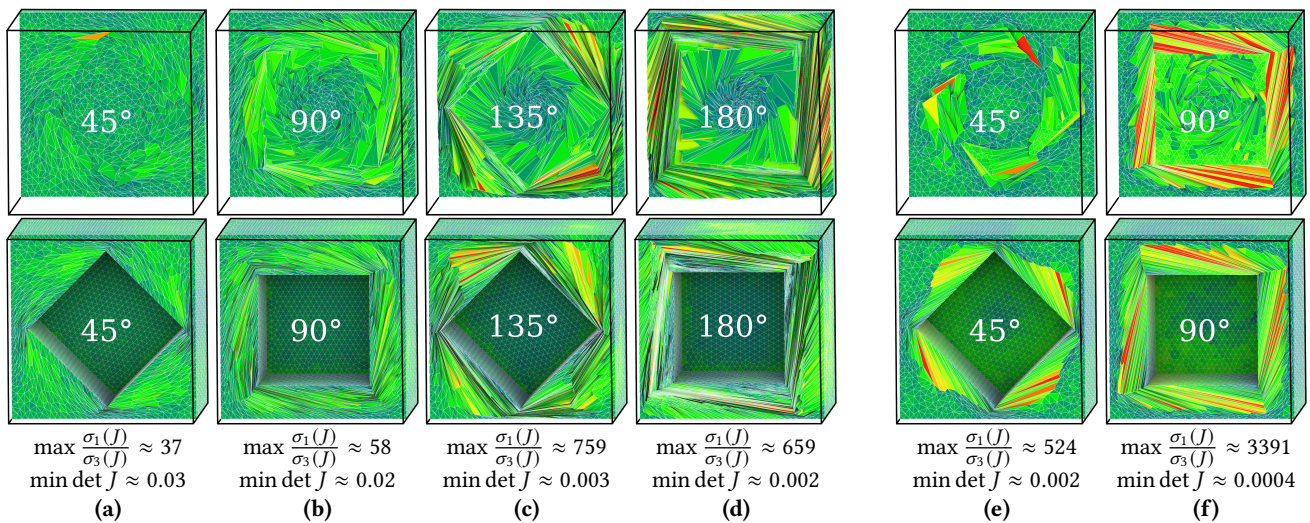 45° 90° 135° 180° 45° 90°
45° 90° 135° 180° 45° 90°
max σ₁(J)/σ₃(J) ≈ 37 max σ₁(J)/σ₃(J) ≈ 58 max σ₁(J)/σ₃(J) ≈ 759 max σ₁(J)/σ₃(J) ≈ 659 max σ₁(J)/σ₃(J) ≈ 524 max σ₁(J)/σ₃(J) ≈ 3391
min det J ≈ 0.03 min det J ≈ 0.02 min det J ≈ 0.003 min det J ≈ 0.002 min det J ≈ 0.002 min det J ≈ 0.0004
(a) (b) (c) (d) (e) (f)